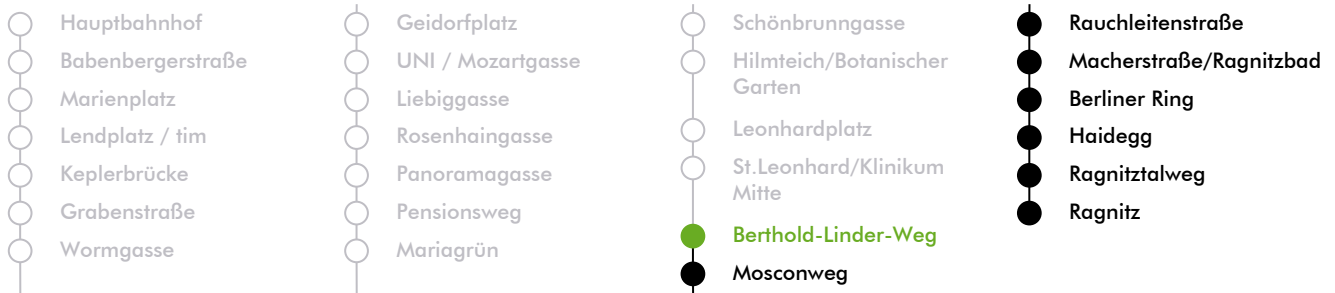 Hauptbahnhof
Babenbergerstraße
Marienplatz
Lendplatz / tim
Keplerbrücke
Grabenstraße
Wormgasse
Geidorfplatz
UNI / Mozartgasse
Liebiggasse
Rosenhaingasse
Panoramagasse
Pensionsweg
Mariagrün
Schönbrunngasse
Hilmteich/Botanischer
Garten
Leonhardplatz
St.Leonhard/Klinikum
Mitte
Berthold-Linder-Weg
Mosconweg
Rauchleitenstraße
Macherstraße/Ragnitzbad
Berliner Ring
Haidegg
Ragnitztalweg
Ragnitz